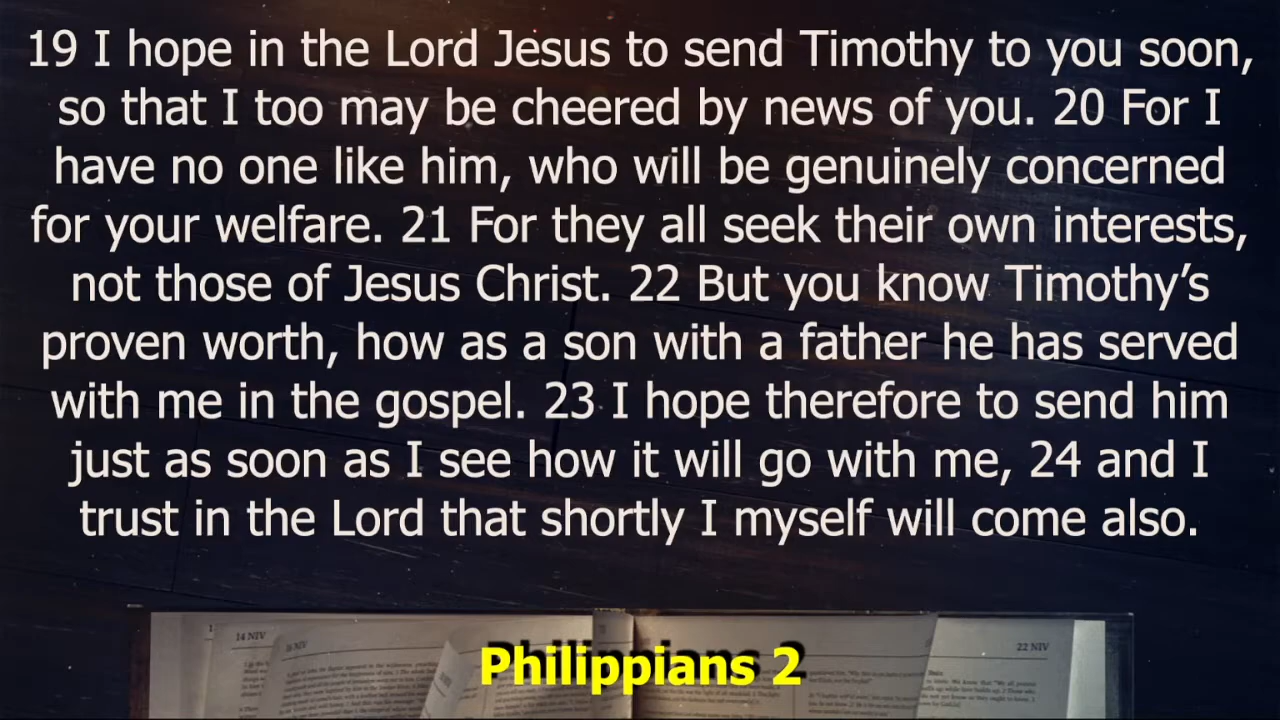 19 I hope in the Lord Jesus to send Timothy to you soon,
so that I too may be cheered by news of you. 20 For I
have no one like him, who will be genuinely concerned
for your welfare. 21 For they all seek their own interests,
not those of Jesus Christ. 22 But you know Timothy’s
proven worth, how as a son with a father he has served
with me in the gospel. 23 I hope therefore to send him
just as soon as I see how it will go with me, 24 and I
trust in the Lord that shortly I myself will come also.
14 NIV
22 NIV
Philippians 2